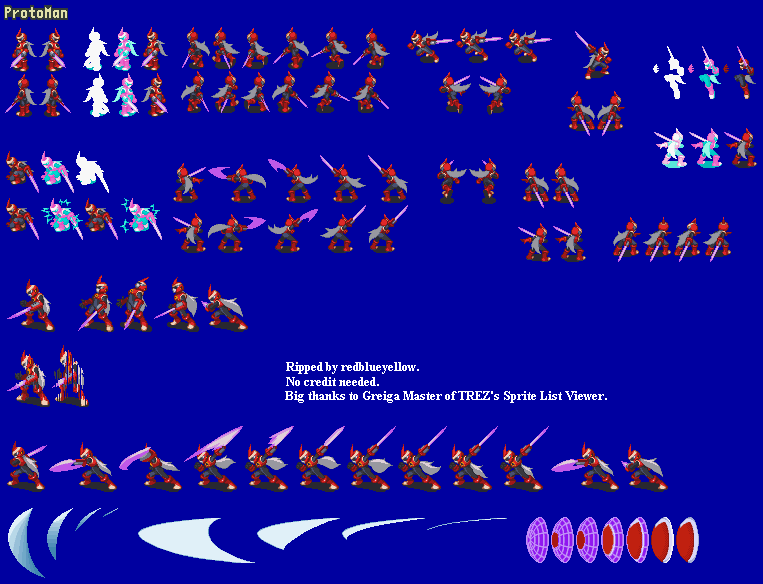 ProtoMan
Ripped by redblueyellow.
No credit needed.
Big thanks to Greiga Master of TREZ's Sprite List Viewer.